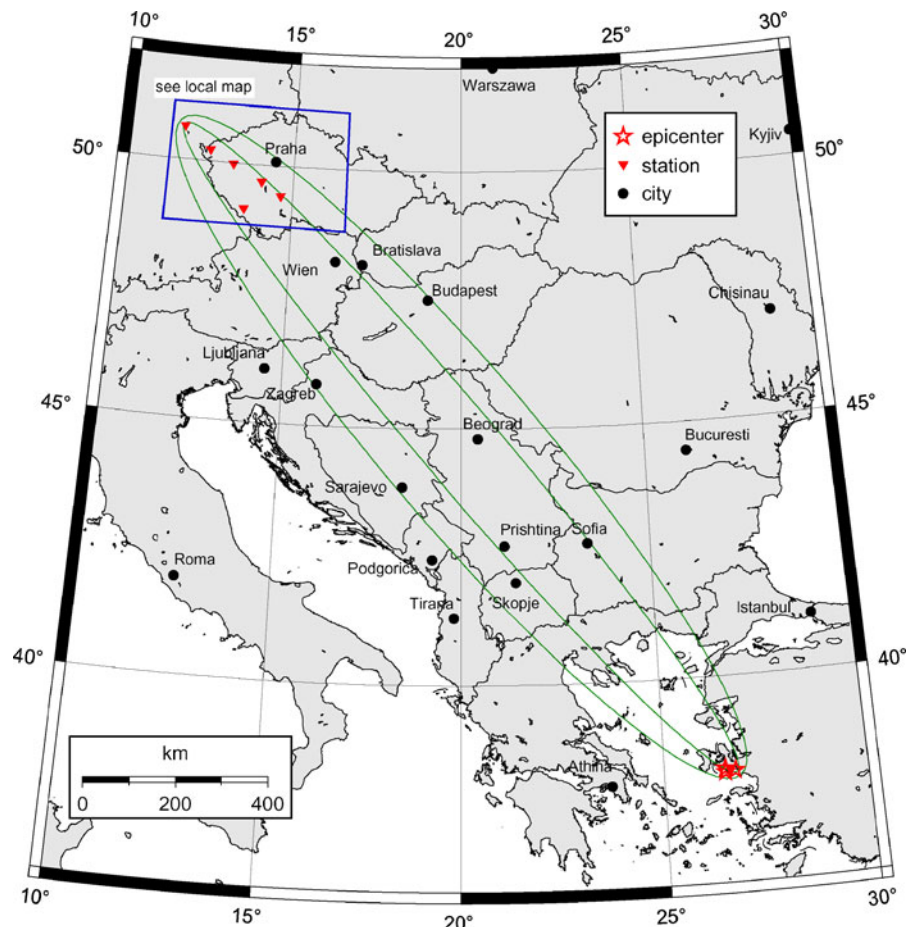 10°
15°
20°
25°
30°
see local map
Warszawa
epicenter
station
city
Kyjiv
50°
50°
Praha
Wien
Bratislava
Budapest
Chisinau
Ljubljana
Zagreb
45°
45°
Beograd
Bucuresti
Sarajevo
Prishtina
Sofia
Roma
Podgorica
Tirana
Skopje
Istanbul
40°
40°
km
0 200 400
Athina
10°
15°
20°
25°
30°